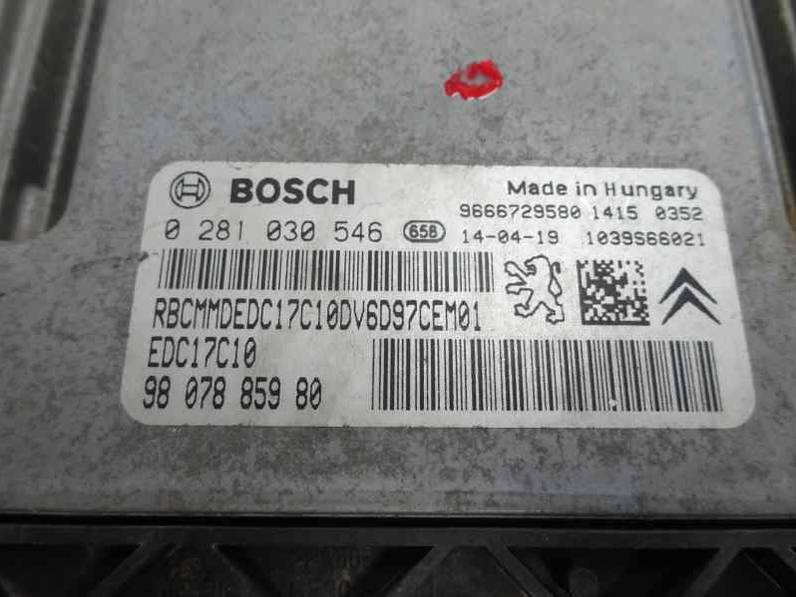 BOSCH
Made in Hungary
9666729580 1415 0352
0 281 030 546 658 14-04-19 1039S66021
RBCMMDEDC17C10DV6D97CEM01
EDC17C10
98 078 859 80